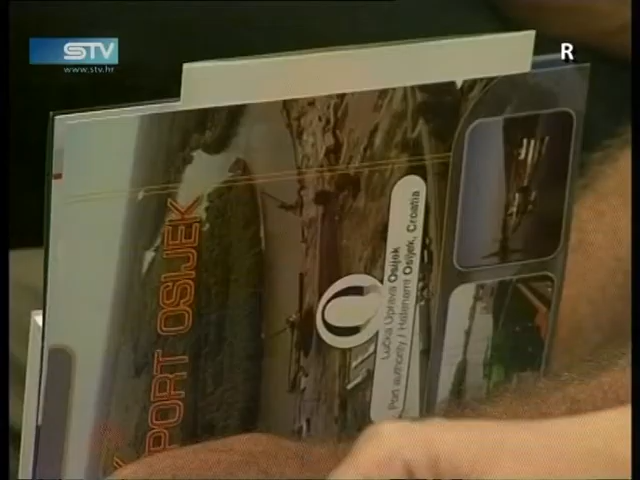 STV
www.stv.hr
R
PORT OSIJEK
Lučka Uprava Osijek
Port authority / Hafenamt Osijek, Croatia